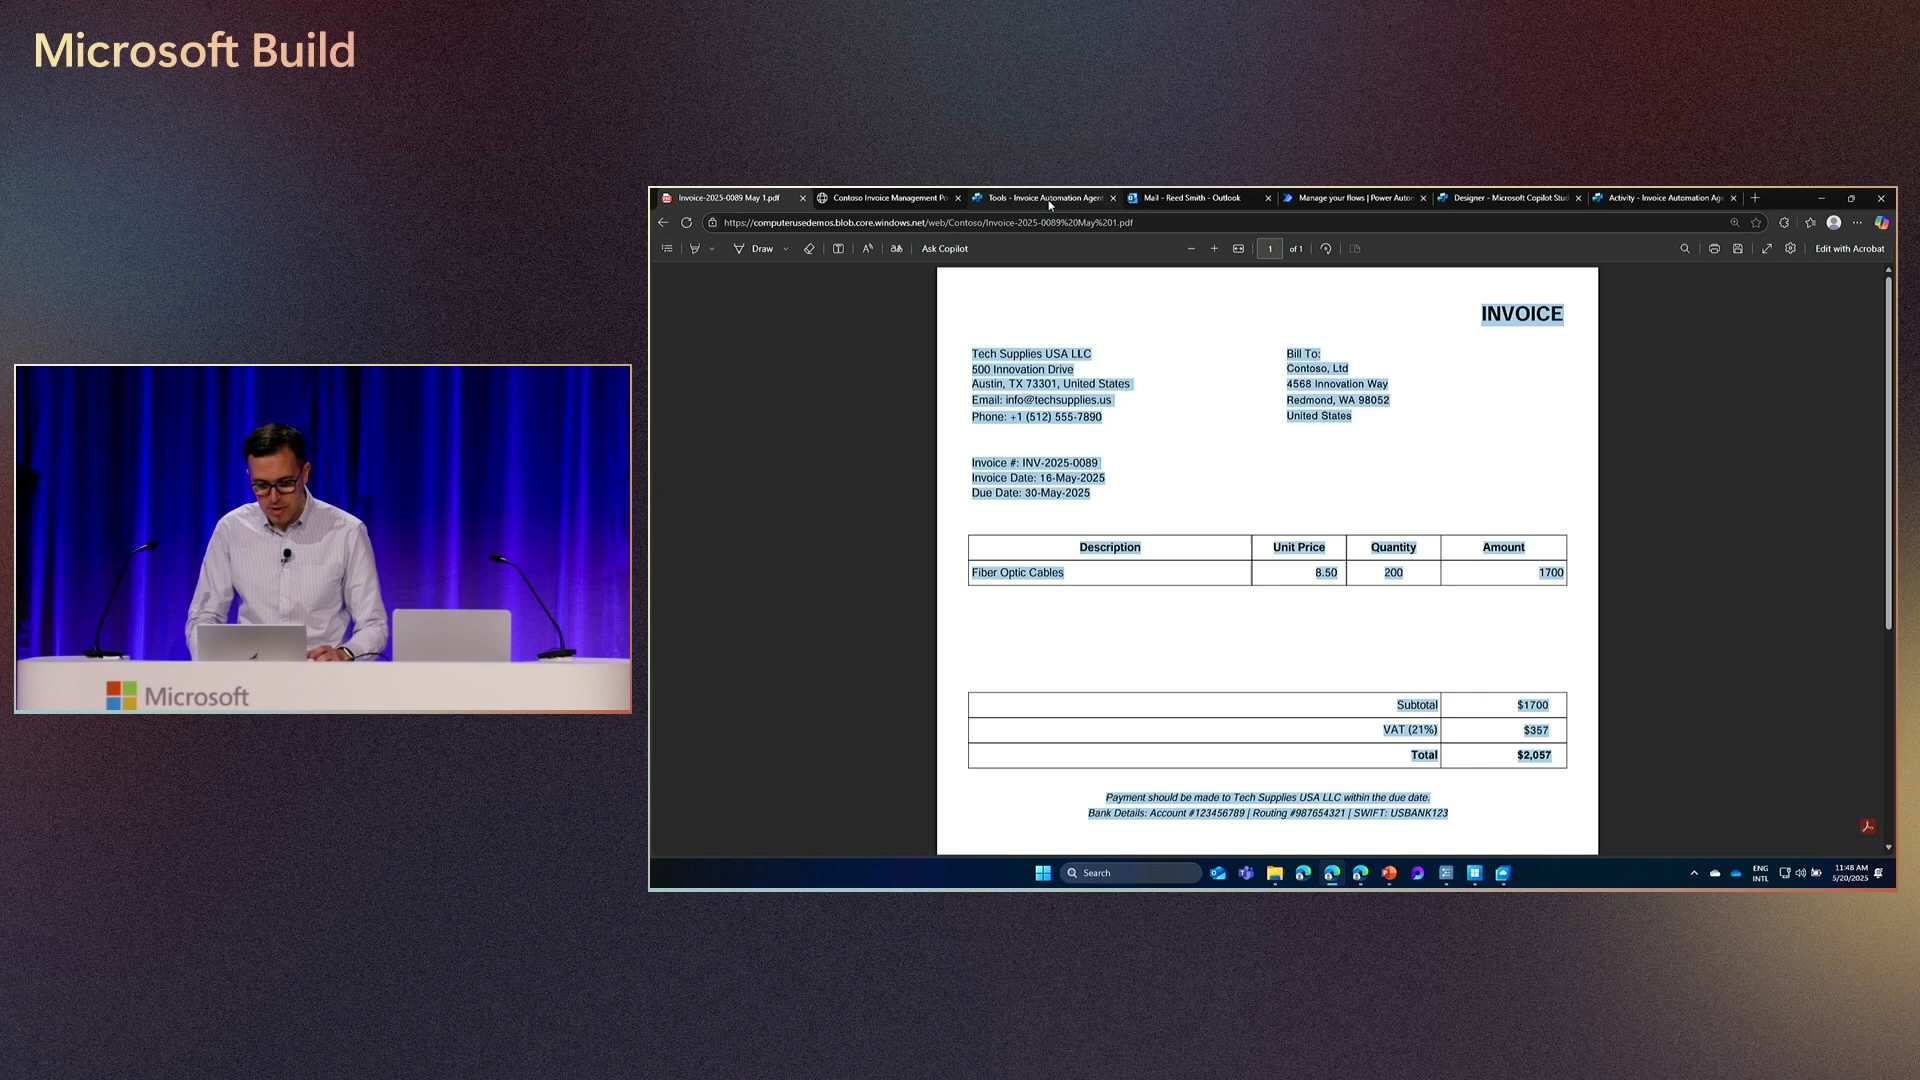 Microsoft Build
Microsoft
Invoice-2025-0089 May 1.pdf
Contoso Invoice Management Po
Tools - Invoice Automation Agent
Mail - Reed Smith - Outlook
Manage your flows | Power Autor
Designer - Microsoft Copilot Stud
Activity - Invoice Automation Ag
https://computerusedemos.blob.core.windows.net/web/Contoso/Invoice-2025-0089%20May%201.pdf
Draw
Ask Copilot
1 of 1
Edit with Acrobat
INVOICE
Tech Supplies USA LLC
500 Innovation Drive
Austin, TX 73301, United States
Email: info@techsupplies.us
Phone: +1 (512) 555-7890
Bill To:
Contoso, Ltd
4568 Innovation Way
Redmond, WA 98052
United States
Invoice #: INV-2025-0089
Invoice Date: 16-May-2025
Due Date: 30-May-2025
Description Unit Price Quantity Amount
Fiber Optic Cables 8.50 200 1700
Subtotal $1700
VAT (21%) $357
Total $2,057
Payment should be made to Tech Supplies USA LLC within the due date.
Bank Details: Account #123456789 | Routing #987654321 | SWIFT: USBANK123
Search
ENG
INTL
11:48 AM
5/20/2025